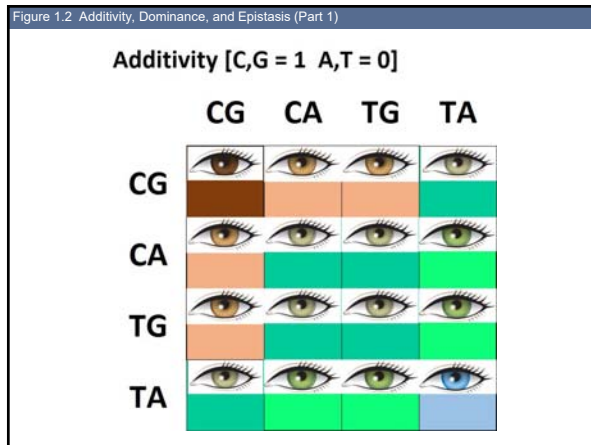 Figure 1.2 Additivity, Dominance, and Epistasis (Part 1)
Additivity [C,G = 1 A,T = 0]
CG CA TG TA
CG
CA
TG
TA